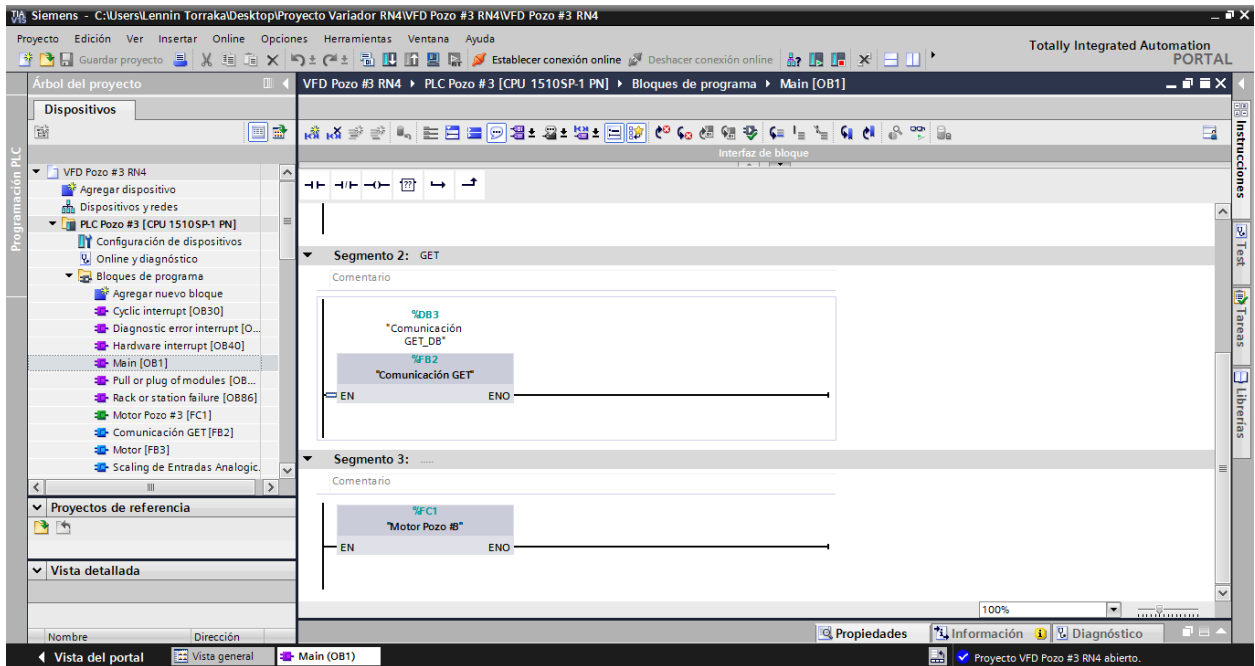 Siemens - C:\Users\Lennin Torraka\Desktop\Proyecto Variador RN4\VFD Pozo #3 RN4\VFD Pozo #3 RN4
Proyecto Edición Ver Insertar Online Opciones Herramientas Ventana Ayuda
Totally Integrated Automation
PORTAL
Guardar proyecto Establecer conexión online Deshacer conexión online
Árbol del proyecto
VFD Pozo #3 RN4 PLC Pozo #3 [CPU 1510SP-1 PN] Bloques de programa Main [OB1]
Dispositivos
Interfaz de bloque
Programación PLC
VFD Pozo #3 RN4
Agregar dispositivo
Dispositivos y redes
PLC Pozo #3 [CPU 1510SP-1 PN]
Configuración de dispositivos
Online y diagnóstico
Bloques de programa
Agregar nuevo bloque
Cyclic interrupt [OB30]
Diagnostic error interrupt [O...
Hardware interrupt [OB40]
Main [OB1]
Pull or plug of modules [OB...
Rack or station failure [OB86]
Motor Pozo #3 [FC1]
Comunicación GET [FB2]
Motor [FB3]
Scaling de Entradas Analogic.
Proyectos de referencia
Vista detallada
Nombre Dirección
??
Segmento 2: GET
Comentario
%DB3
"Comunicación
GET_DB"
%FB2
"Comunicación GET"
EN ENO
Segmento 3: .....
Comentario
%FC1
"Motor Pozo #3"
EN ENO
100%
Propiedades Información Diagnóstico
Instrucciones
Test
Tareas
Librerías
Vista del portal Vista general Main (OB1) Proyecto VFD Pozo #3 RN4 abierto.